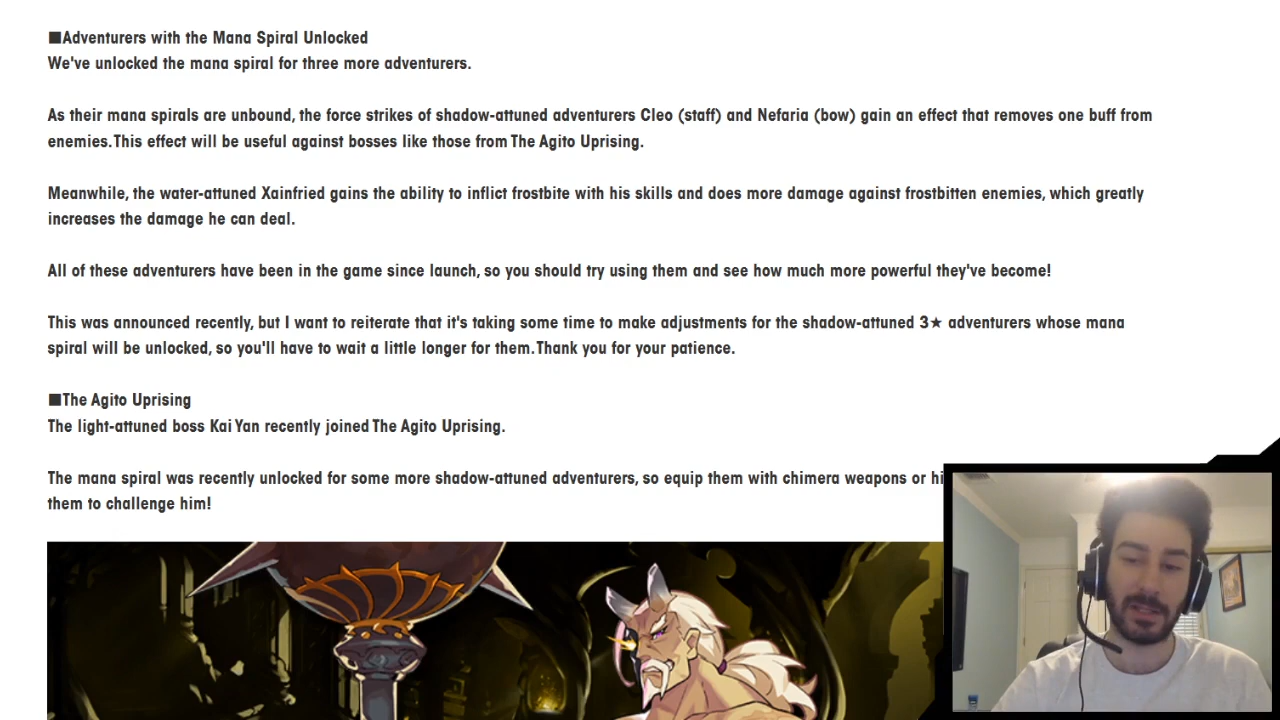 ■Adventurers with the Mana Spiral Unlocked
We've unlocked the mana spiral for three more adventurers.
As their mana spirals are unbound, the force strikes of shadow-attuned adventurers Cleo (staff) and Nefaria (bow) gain an effect that removes one buff from
enemies. This effect will be useful against bosses like those from The Agito Uprising.
Meanwhile, the water-attuned Xainfried gains the ability to inflict frostbite with his skills and does more damage against frostbitten enemies, which greatly
increases the damage he can deal.
All of these adventurers have been in the game since launch, so you should try using them and see how much more powerful they've become!
This was announced recently, but I want to reiterate that it's taking some time to make adjustments for the shadow-attuned 3★ adventurers whose mana
spiral will be unlocked, so you'll have to wait a little longer for them. Thank you for your patience.
■The Agito Uprising
The light-attuned boss Kai Yan recently joined The Agito Uprising.
The mana spiral was recently unlocked for some more shadow-attuned adventurers, so equip them with chimera weapons or
them to challenge him!